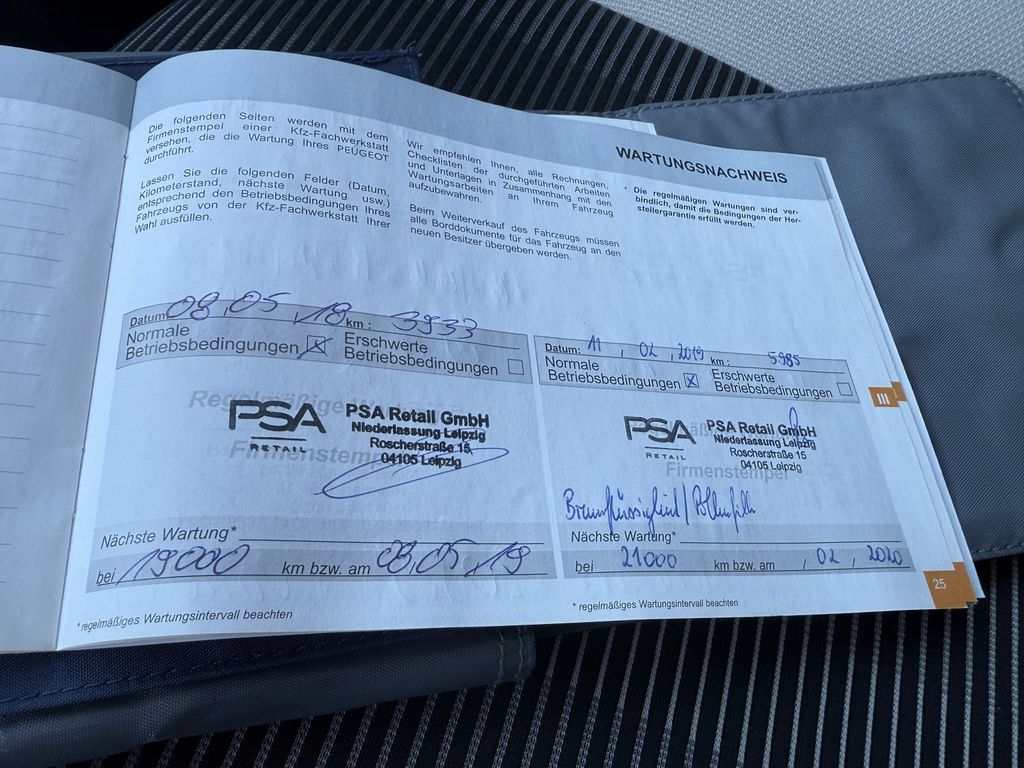 WARTUNGSNACHWEIS
Die folgenden Seiten werden mit dem
Firmenstempel einer Kfz-Fachwerkstatt
versehen, die die Wartung Ihres PEUGEOT
durchführt.
Lassen Sie die folgenden Felder (Datum,
Kilometerstand, nächste Wartung usw.)
entsprechend den Betriebsbedingungen Ihres
Fahrzeugs von der Kfz-Fachwerkstatt Ihrer
Wahl ausfüllen.
Wir empfehlen Ihnen, alle Rechnungen,
Checklisten der durchgeführten Arbeiten
und Unterlagen in Zusammenhang mit den
Wartungsarbeiten an Ihrem Fahrzeug
aufzubewahren.
Beim Weiterverkauf des Fahrzeugs müssen
alle Borddokumente für das Fahrzeug an den
neuen Besitzer übergeben werden.
• Die regelmäßigen Wartungen sind ver-
bindlich, damit die Bedingungen der Her-
stellergarantie erfüllt werden.
Datum 08.05.18 km : 3933
Normale
Betriebsbedingungen
Erschwerte
Betriebsbedingungen
Firmenstempel
PSA
RETAIL
PSA Retail GmbH
Niederlassung Leipzig
Roscherstraße 15,
04105 Leipzig
Nächste Wartung*
bei 19000 km bzw. am 08.05.19
* regelmäßiges Wartungsintervall beachten
Datum: 11 / 02 / 2019 km : 5985
Normale
Betriebsbedingungen
Erschwerte
Betriebsbedingungen
PSA
RETAIL
PSA Retail GmbH
Niederlassung Leipzig
Roscherstraße 15
04105 Leipzig
Firmenstempel
Bremsflüssigkeit / Pollenfilter
Nächste Wartung*
bei 21000 km bzw. am / 02 / 2020
* regelmäßiges Wartungsintervall beachten
III
25